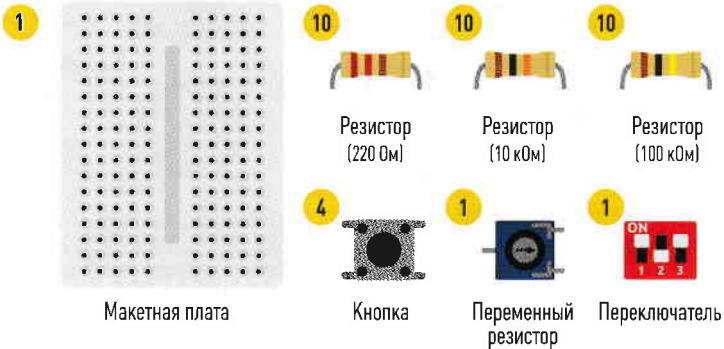 1
Макетная плата
10
Резистор
(220 Ом)
10
Резистор
(10 кОм)
10
Резистор
(100 кОм)
4
Кнопка
1
Переменный
резистор
1
ON
1 2 3
Переключатель